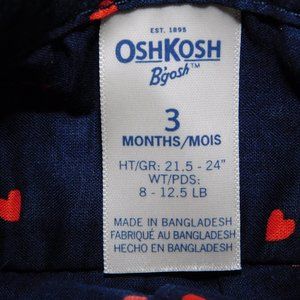 EST. 1895
OSHKOSH
B'gosh™
3
MONTHS/MOIS
HT/GR: 21.5 - 24"
WT/PDS:
8 - 12.5 LB
MADE IN BANGLADESH
FABRIQUÉ AU BANGLADESH
HECHO EN BANGLADESH